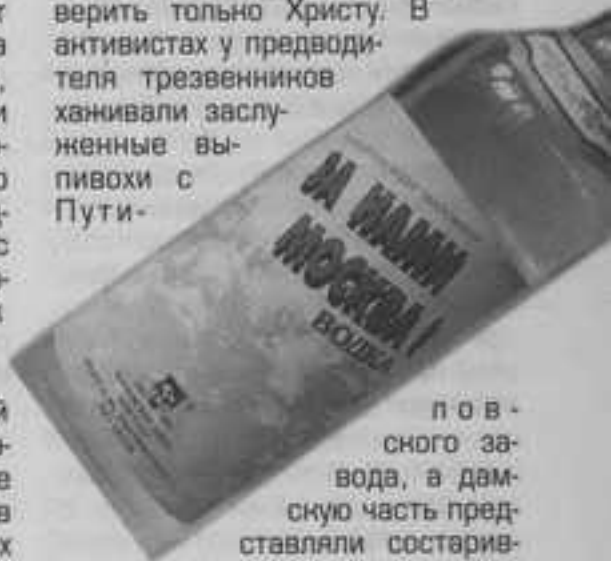 верить только Христу. В
активистах у предводи-
теля трезвенников
хаживали заслу-
женные вы-
пивохи с
Пути-
ЗА НАМИ
МОСКВА!
ВОДКА
лов-
ского за-
вода, а дам-
скую часть пред-
ставляли состарив-